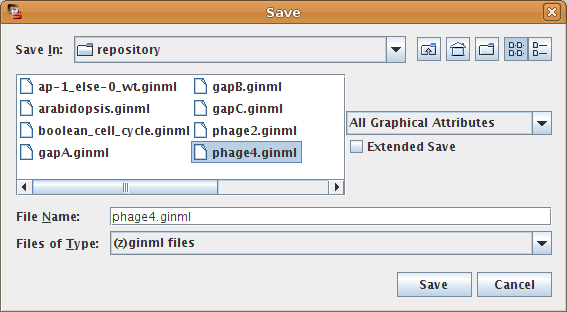 Save
Save In: repository
ap-1_else-0_wt.ginml gapB.ginml
arabidopsis.ginml gapC.ginml
boolean_cell_cycle.ginml phage2.ginml
gapA.ginml phage4.ginml
All Graphical Attributes
Extended Save
File Name: phage4.ginml
Files of Type: (z)ginml files
Save Cancel